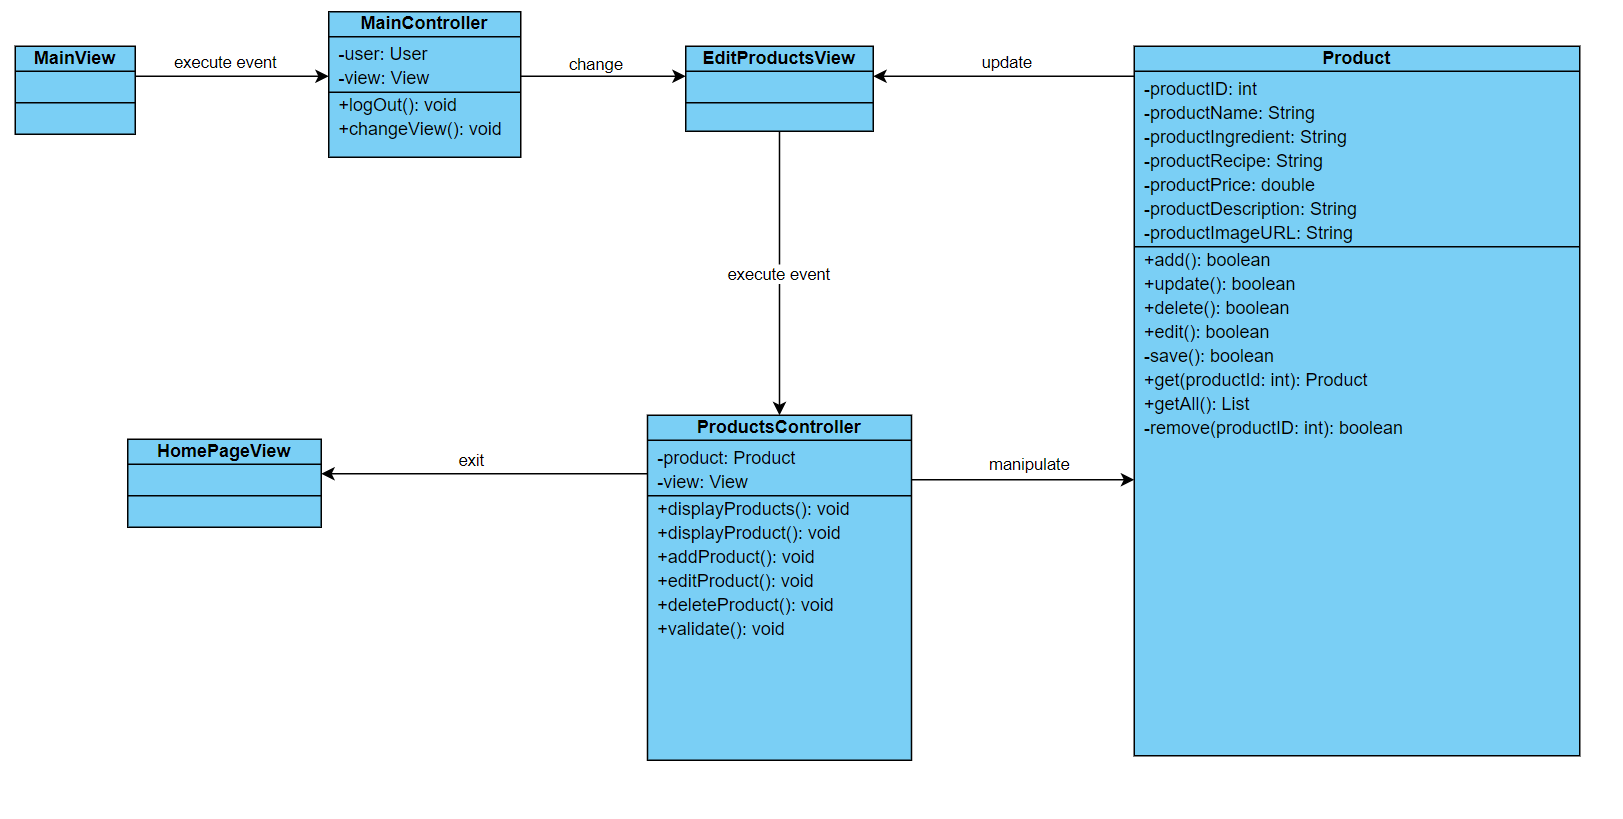 MainView
execute event
MainController
-user: User
-view: View
+logOut(): void
+changeView(): void
change
EditProductsView
update
Product
-productID: int
-productName: String
-productIngredient: String
-productRecipe: String
-productPrice: double
-productDescription: String
-productImageURL: String
+add(): boolean
+update(): boolean
+delete(): boolean
+edit(): boolean
-save(): boolean
+get(productId: int): Product
+getAll(): List
-remove(productID: int): boolean
execute event
HomePageView
exit
ProductsController
-product: Product
-view: View
+displayProducts(): void
+displayProduct(): void
+addProduct(): void
+editProduct(): void
+deleteProduct(): void
+validate(): void
manipulate